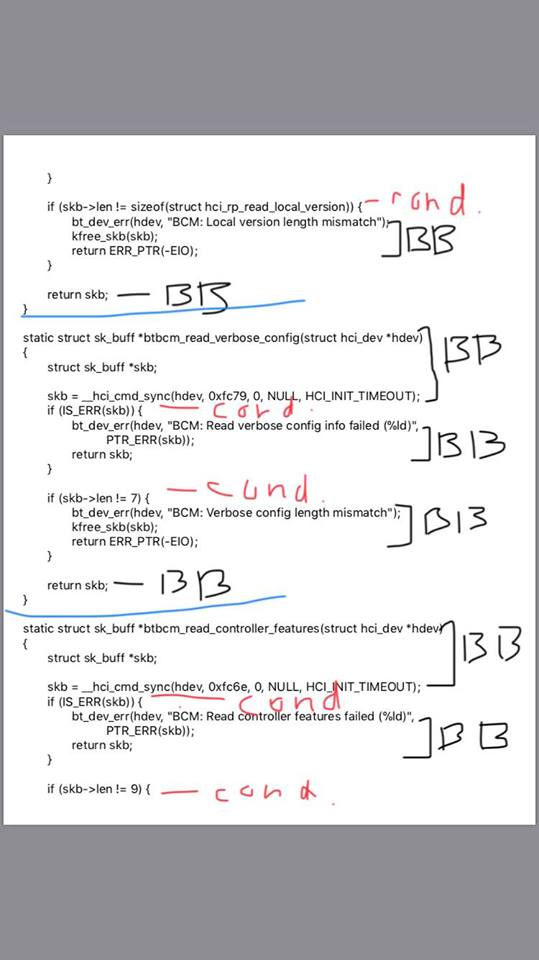 }
if (skb->len != sizeof(struct hci_rp_read_local_version)) { — cond.
bt_dev_err(hdev, "BCM: Local version length mismatch");
kfree_skb(skb); ] BB
return ERR_PTR(-EIO);
}
return skb; — BB
}
static struct sk_buff *btbcm_read_verbose_config(struct hci_dev *hdev)
{ ] BB
struct sk_buff *skb;
skb = __hci_cmd_sync(hdev, 0xfc79, 0, NULL, HCI_INIT_TIMEOUT);
if (IS_ERR(skb)) { — cond.
bt_dev_err(hdev, "BCM: Read verbose config info failed (%ld)",
PTR_ERR(skb)); ] BB
return skb;
}
if (skb->len != 7) { — cond.
bt_dev_err(hdev, "BCM: Verbose config length mismatch");
kfree_skb(skb); ] BB
return ERR_PTR(-EIO);
}
return skb; — BB
}
static struct sk_buff *btbcm_read_controller_features(struct hci_dev *hdev)
{ ] BB
struct sk_buff *skb;
skb = __hci_cmd_sync(hdev, 0xfc6e, 0, NULL, HCI_INIT_TIMEOUT);
if (IS_ERR(skb)) { — cond
bt_dev_err(hdev, "BCM: Read controller features failed (%ld)",
PTR_ERR(skb)); ] BB
return skb;
}
if (skb->len != 9) { — cond.